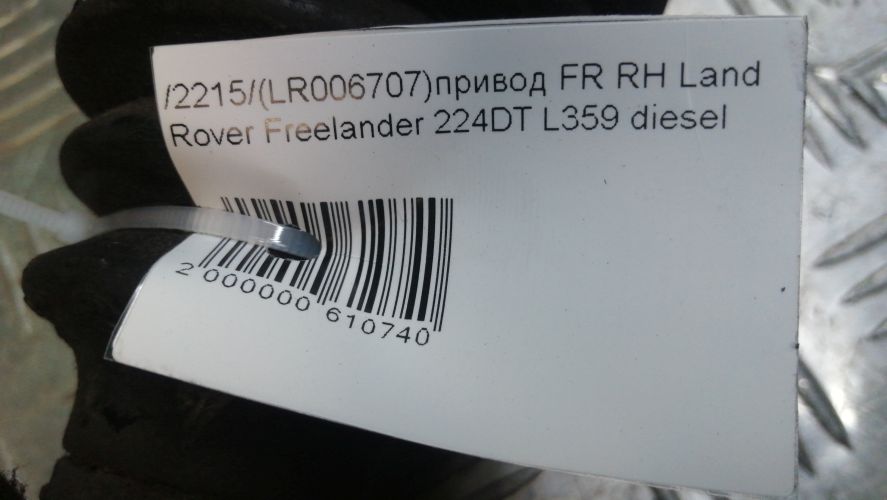 /2215/(LR006707)привод FR RH Land
Rover Freelander 224DT L359 diesel
2 000000 610740